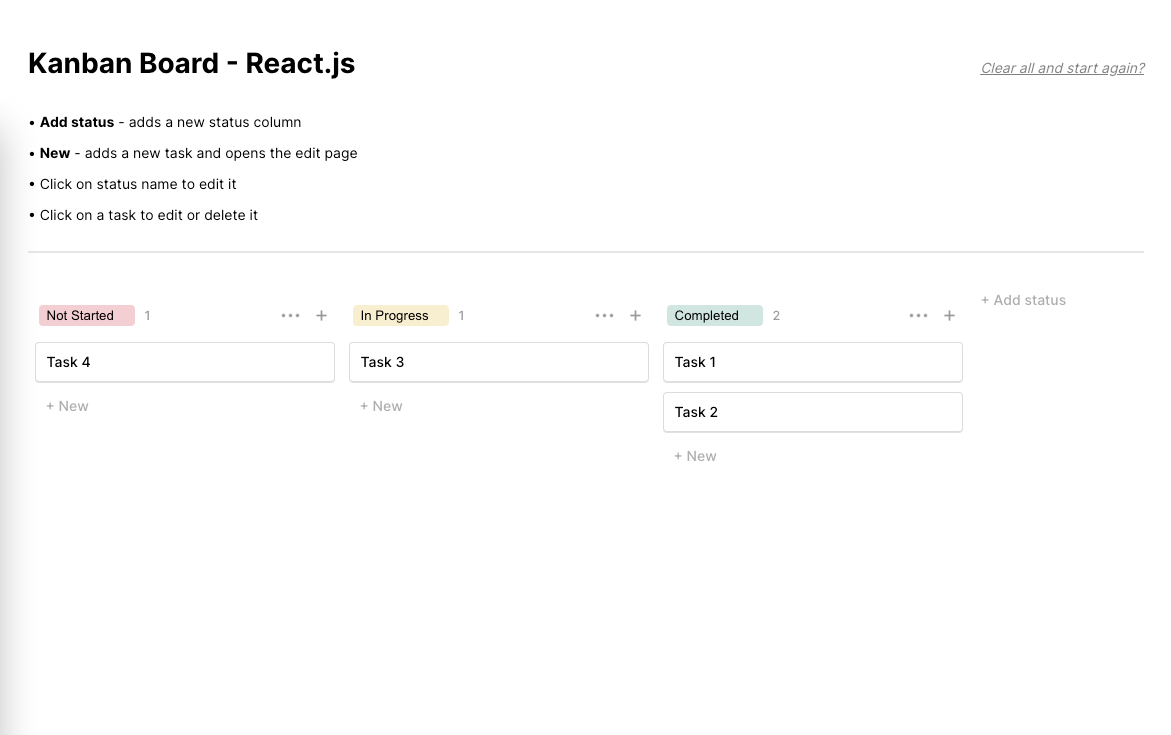 Kanban Board - React.js
Clear all and start again?
• Add status - adds a new status column
• New - adds a new task and opens the edit page
• Click on status name to edit it
• Click on a task to edit or delete it
+ Add status
Not Started 1 ••• +
Task 4
+ New
In Progress 1 ••• +
Task 3
+ New
Completed 2 ••• +
Task 1
Task 2
+ New